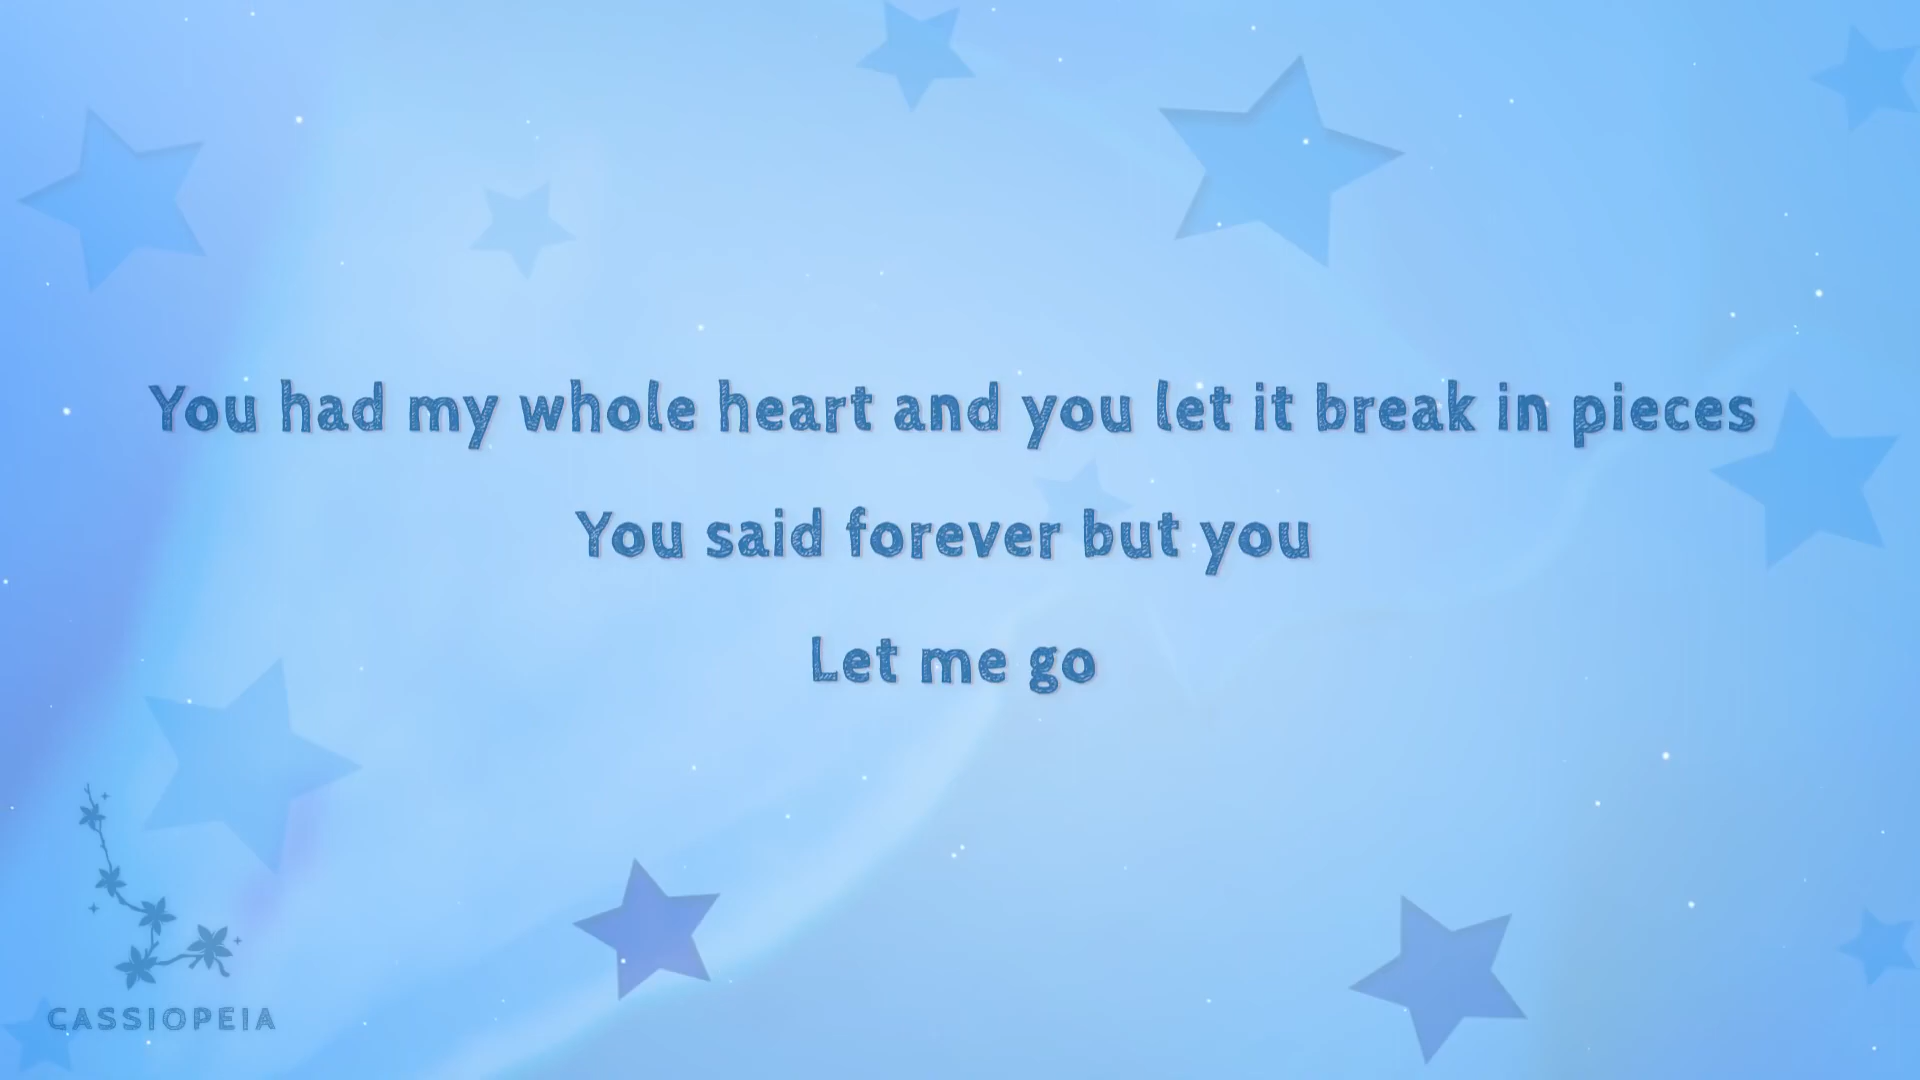 You had my whole heart and you let it break in pieces
You said forever but you
Let me go
CASSIOPEIA